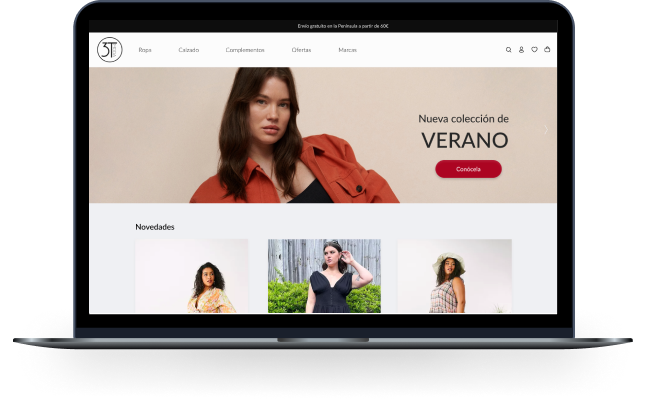 Envío gratuito en la Península a partir de 60€
3T
Ropa Calzado Complementos Ofertas Marcas
Nueva colección de
VERANO
Conócela
Novedades